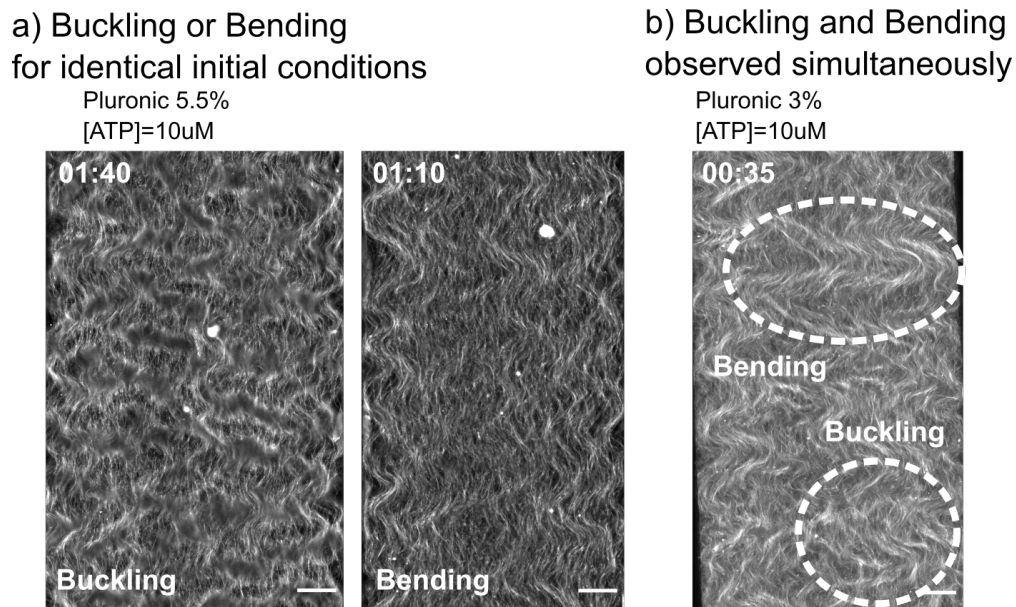 a) Buckling or Bending
for identical initial conditions
Pluronic 5.5%
[ATP]=10uM
01:40
Buckling
01:10
Bending
b) Buckling and Bending
observed simultaneously
Pluronic 3%
[ATP]=10uM
00:35
Bending
Buckling